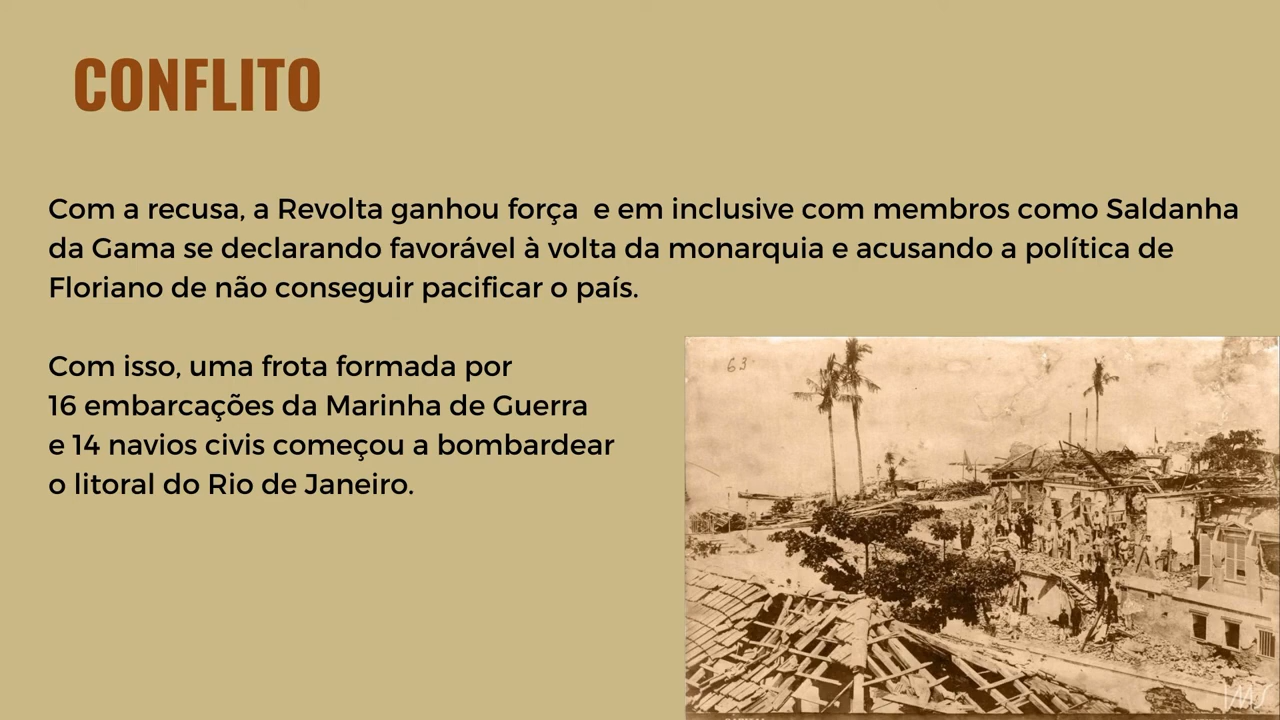 CONFLITO
Com a recusa, a Revolta ganhou força  e em inclusive com membros como Saldanha
da Gama se declarando favorável à volta da monarquia e acusando a política de
Floriano de não conseguir pacificar o país.
Com isso, uma frota formada por
16 embarcações da Marinha de Guerra
e 14 navios civis começou a bombardear
o litoral do Rio de Janeiro.
63